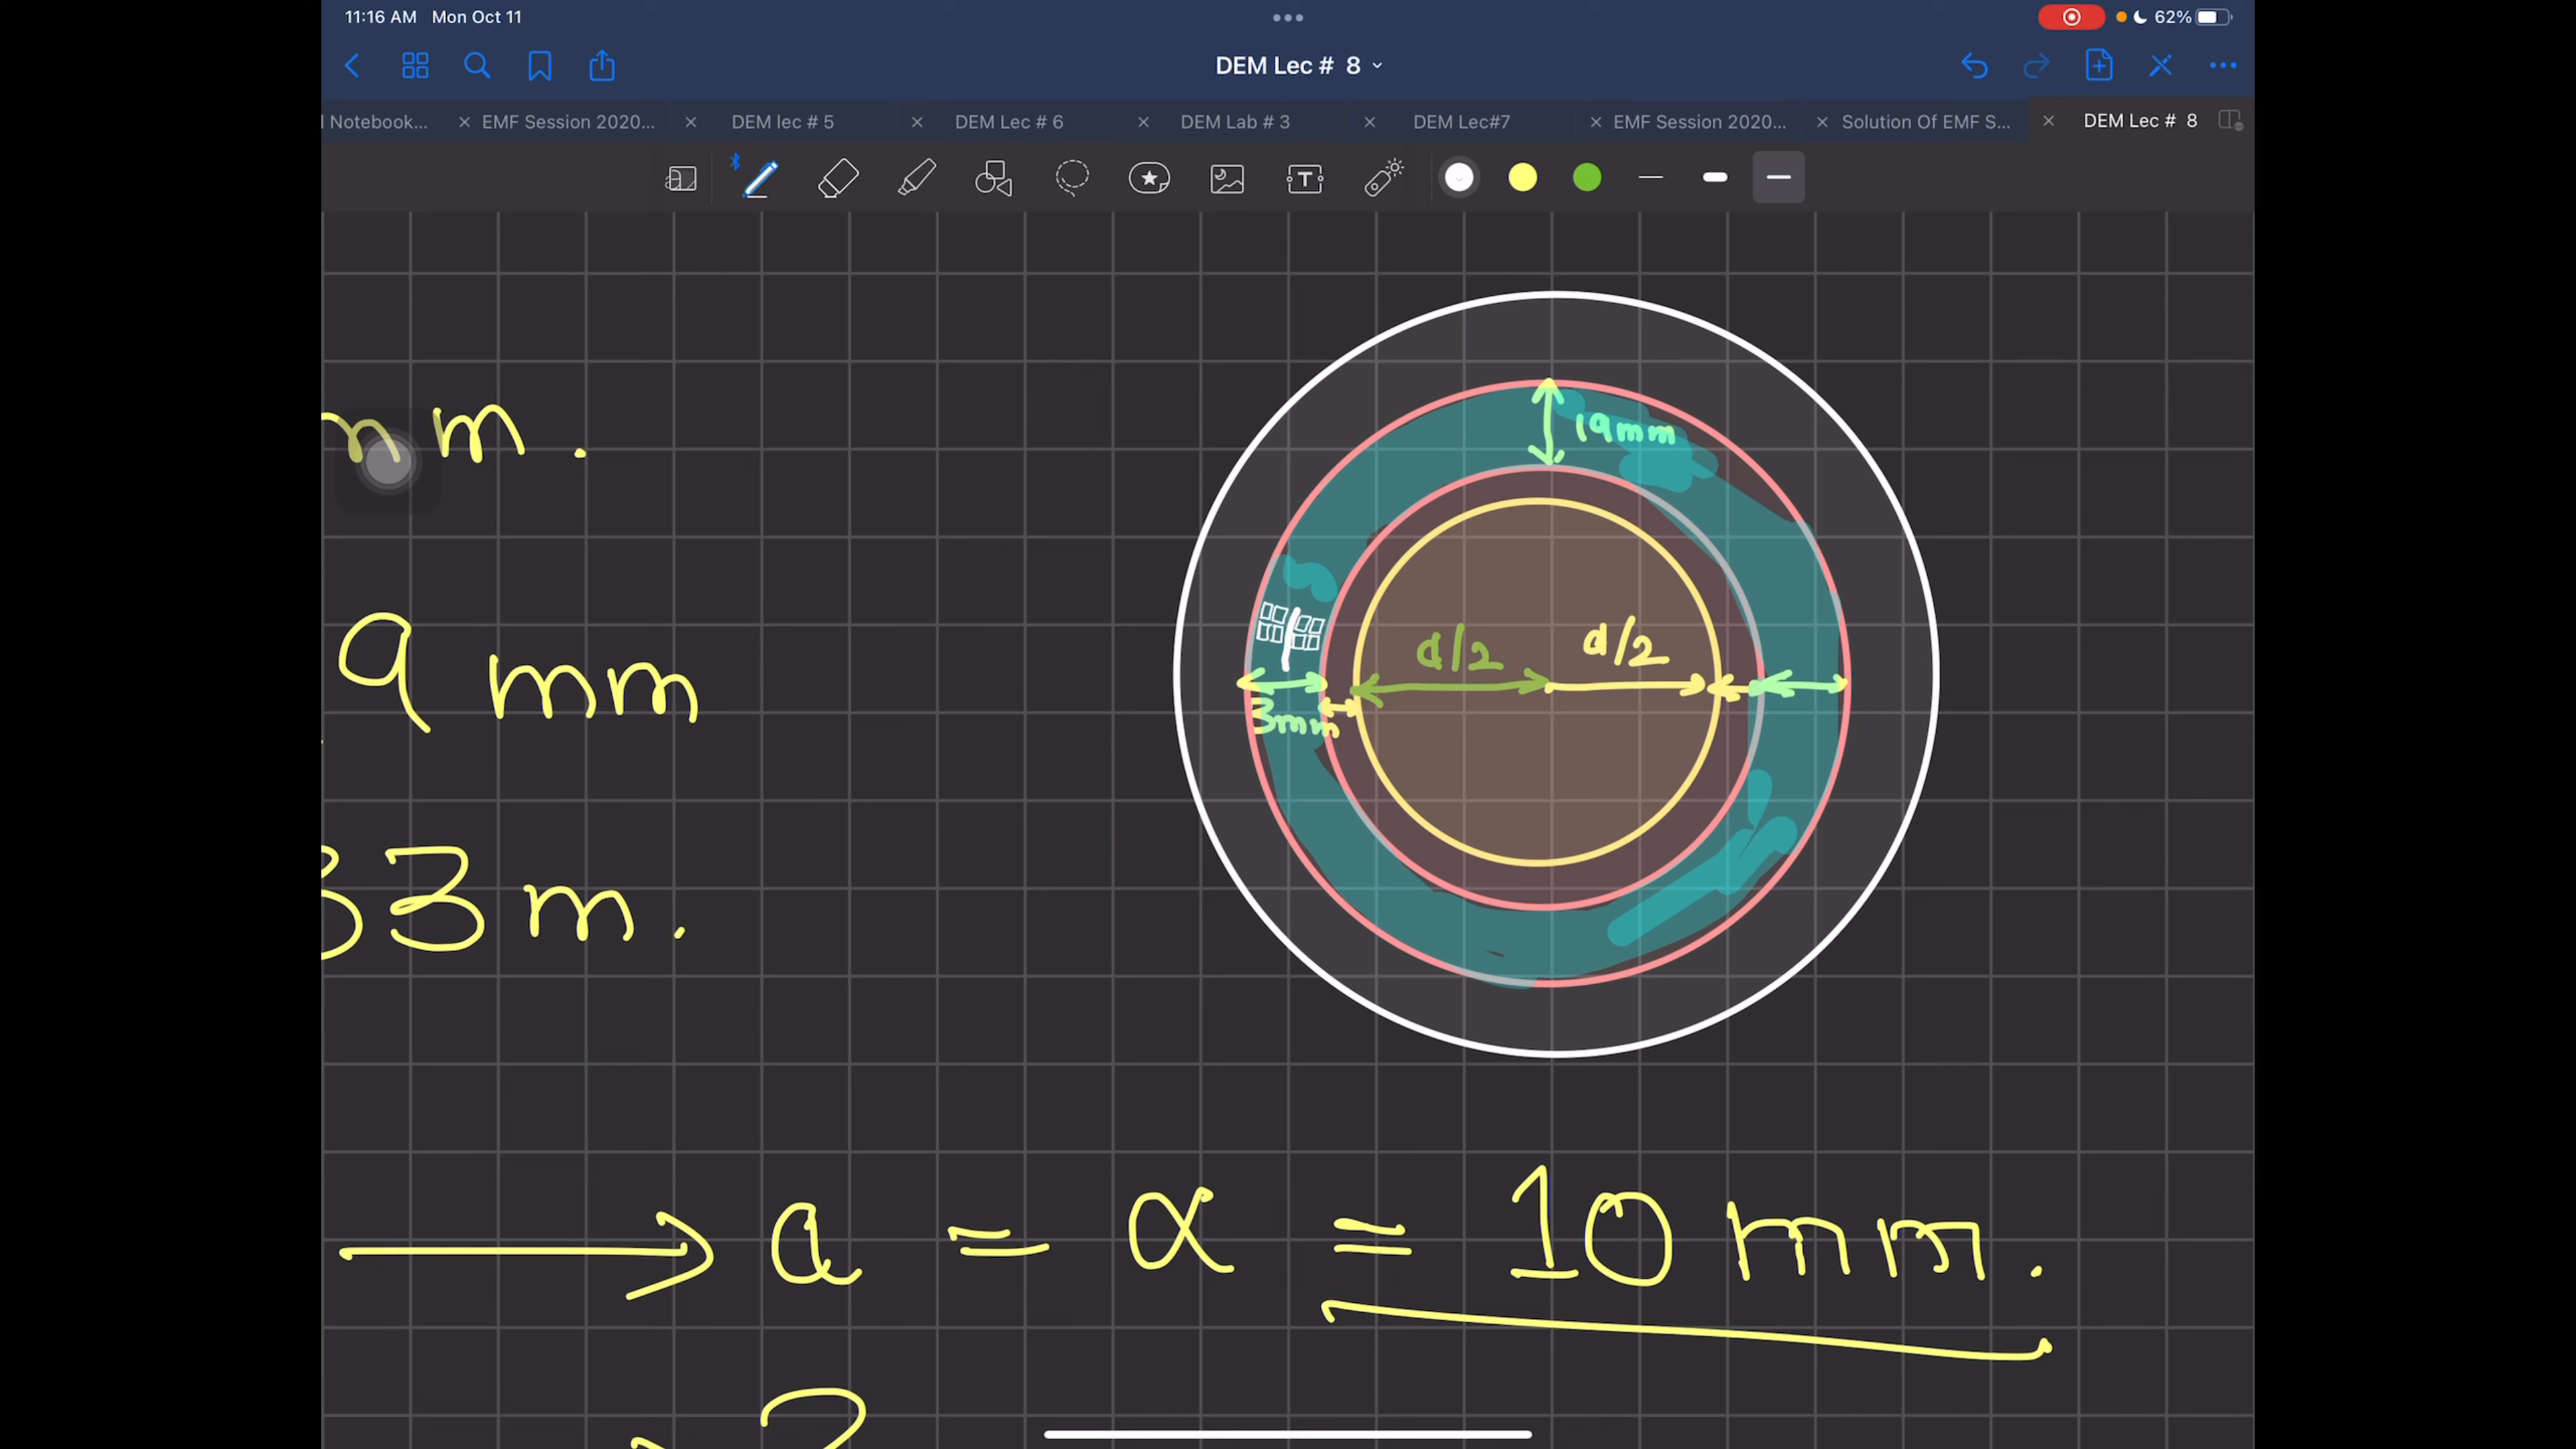 11:16 AM Mon Oct 11
62%
DEM Lec # 8
l Notebook...
EMF Session 2020...
DEM lec # 5
DEM Lec # 6
DEM Lab # 3
DEM Lec#7
EMF Session 2020...
Solution Of EMF S...
DEM Lec # 8
mm.
19mm
9 mm
d/2
d/2
3mm
33m.
a = α = 10 mm.